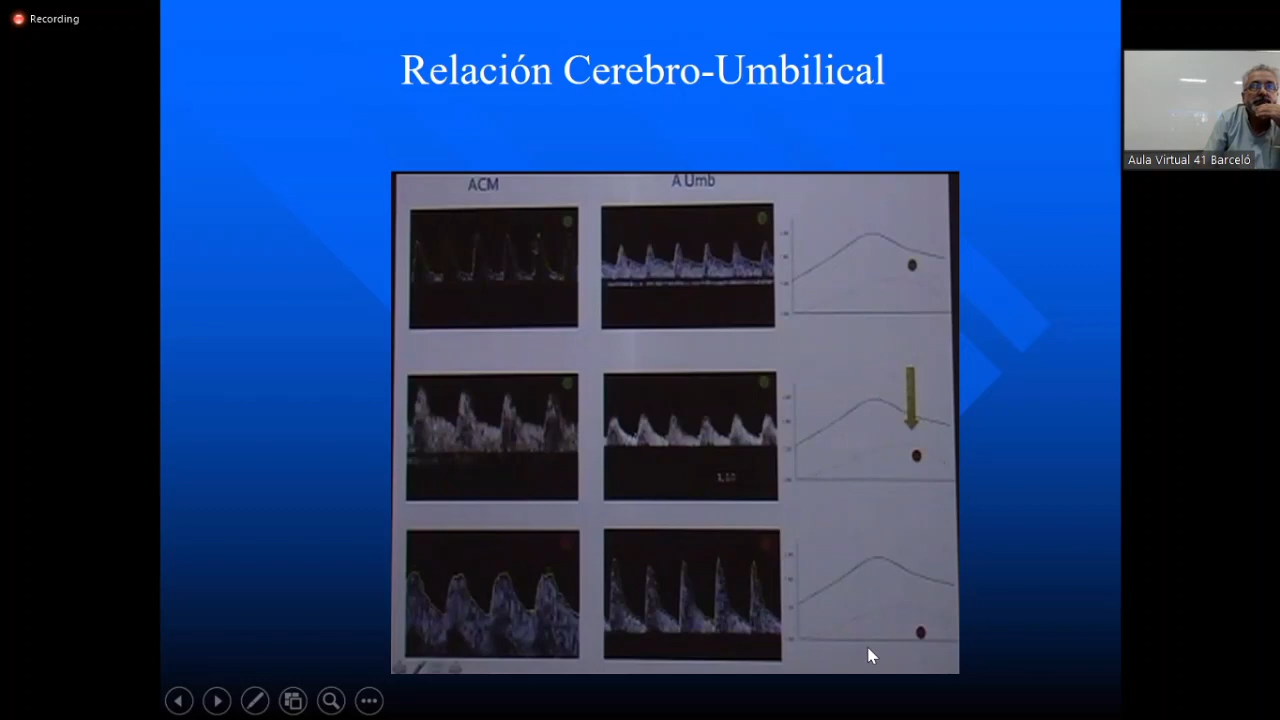 Recording
Relación Cerebro-Umbilical
Aula Virtual 41 Barceló
ACM
A Umb